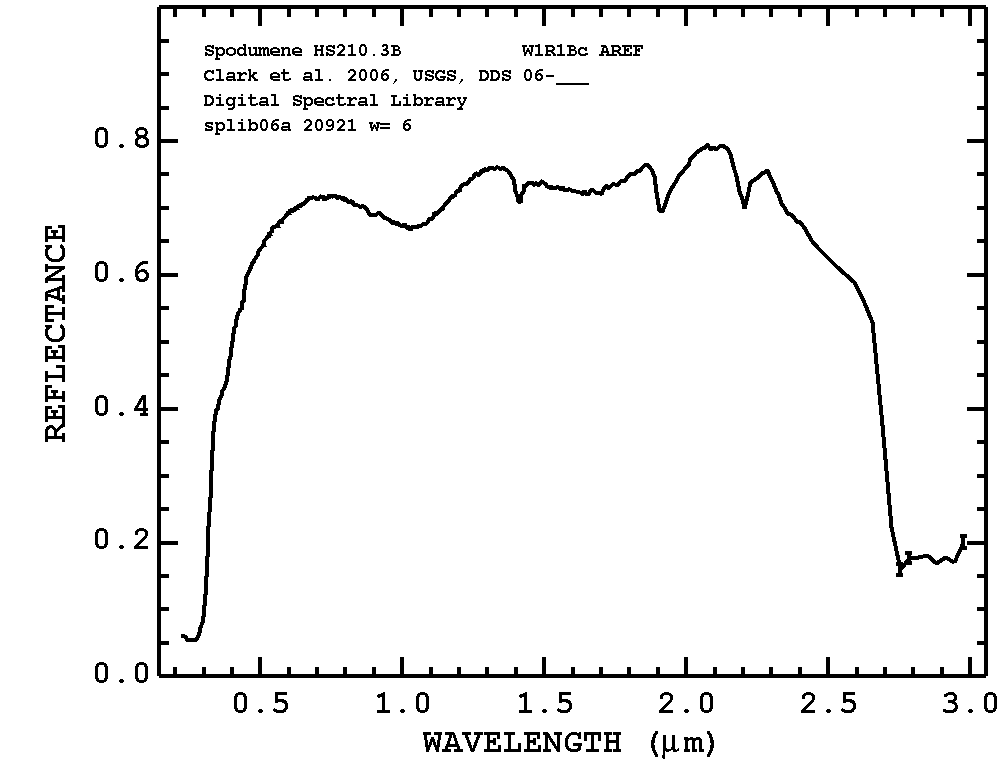 Spodumene HS210.3B W1R1Bc AREF
Clark et al. 2006, USGS, DDS 06-___
Digital Spectral Library
splib06a 20921 w= 6
0.8
0.6
0.4
0.2
0.0
REFLECTANCE
0.5 1.0 1.5 2.0 2.5 3.0
WAVELENGTH (μm)